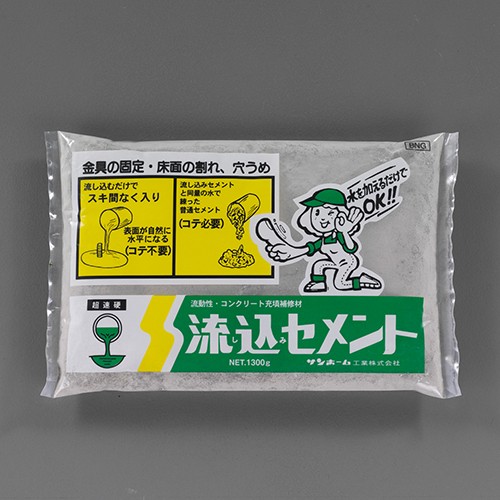 BNG
金具の固定・床面の割れ、穴うめ
流し込むだけで
スキ間なく入り
表面が自然に
水平になる
(コテ不要)
流し込みセメント
と同量の水で
練った
普通セメント
(コテ必要)
水を加えるだけで
OK!!
超速硬
流動性・コンクリート充填補修材
流し込みセメント
NET.1300g
サンホーム工業株式会社